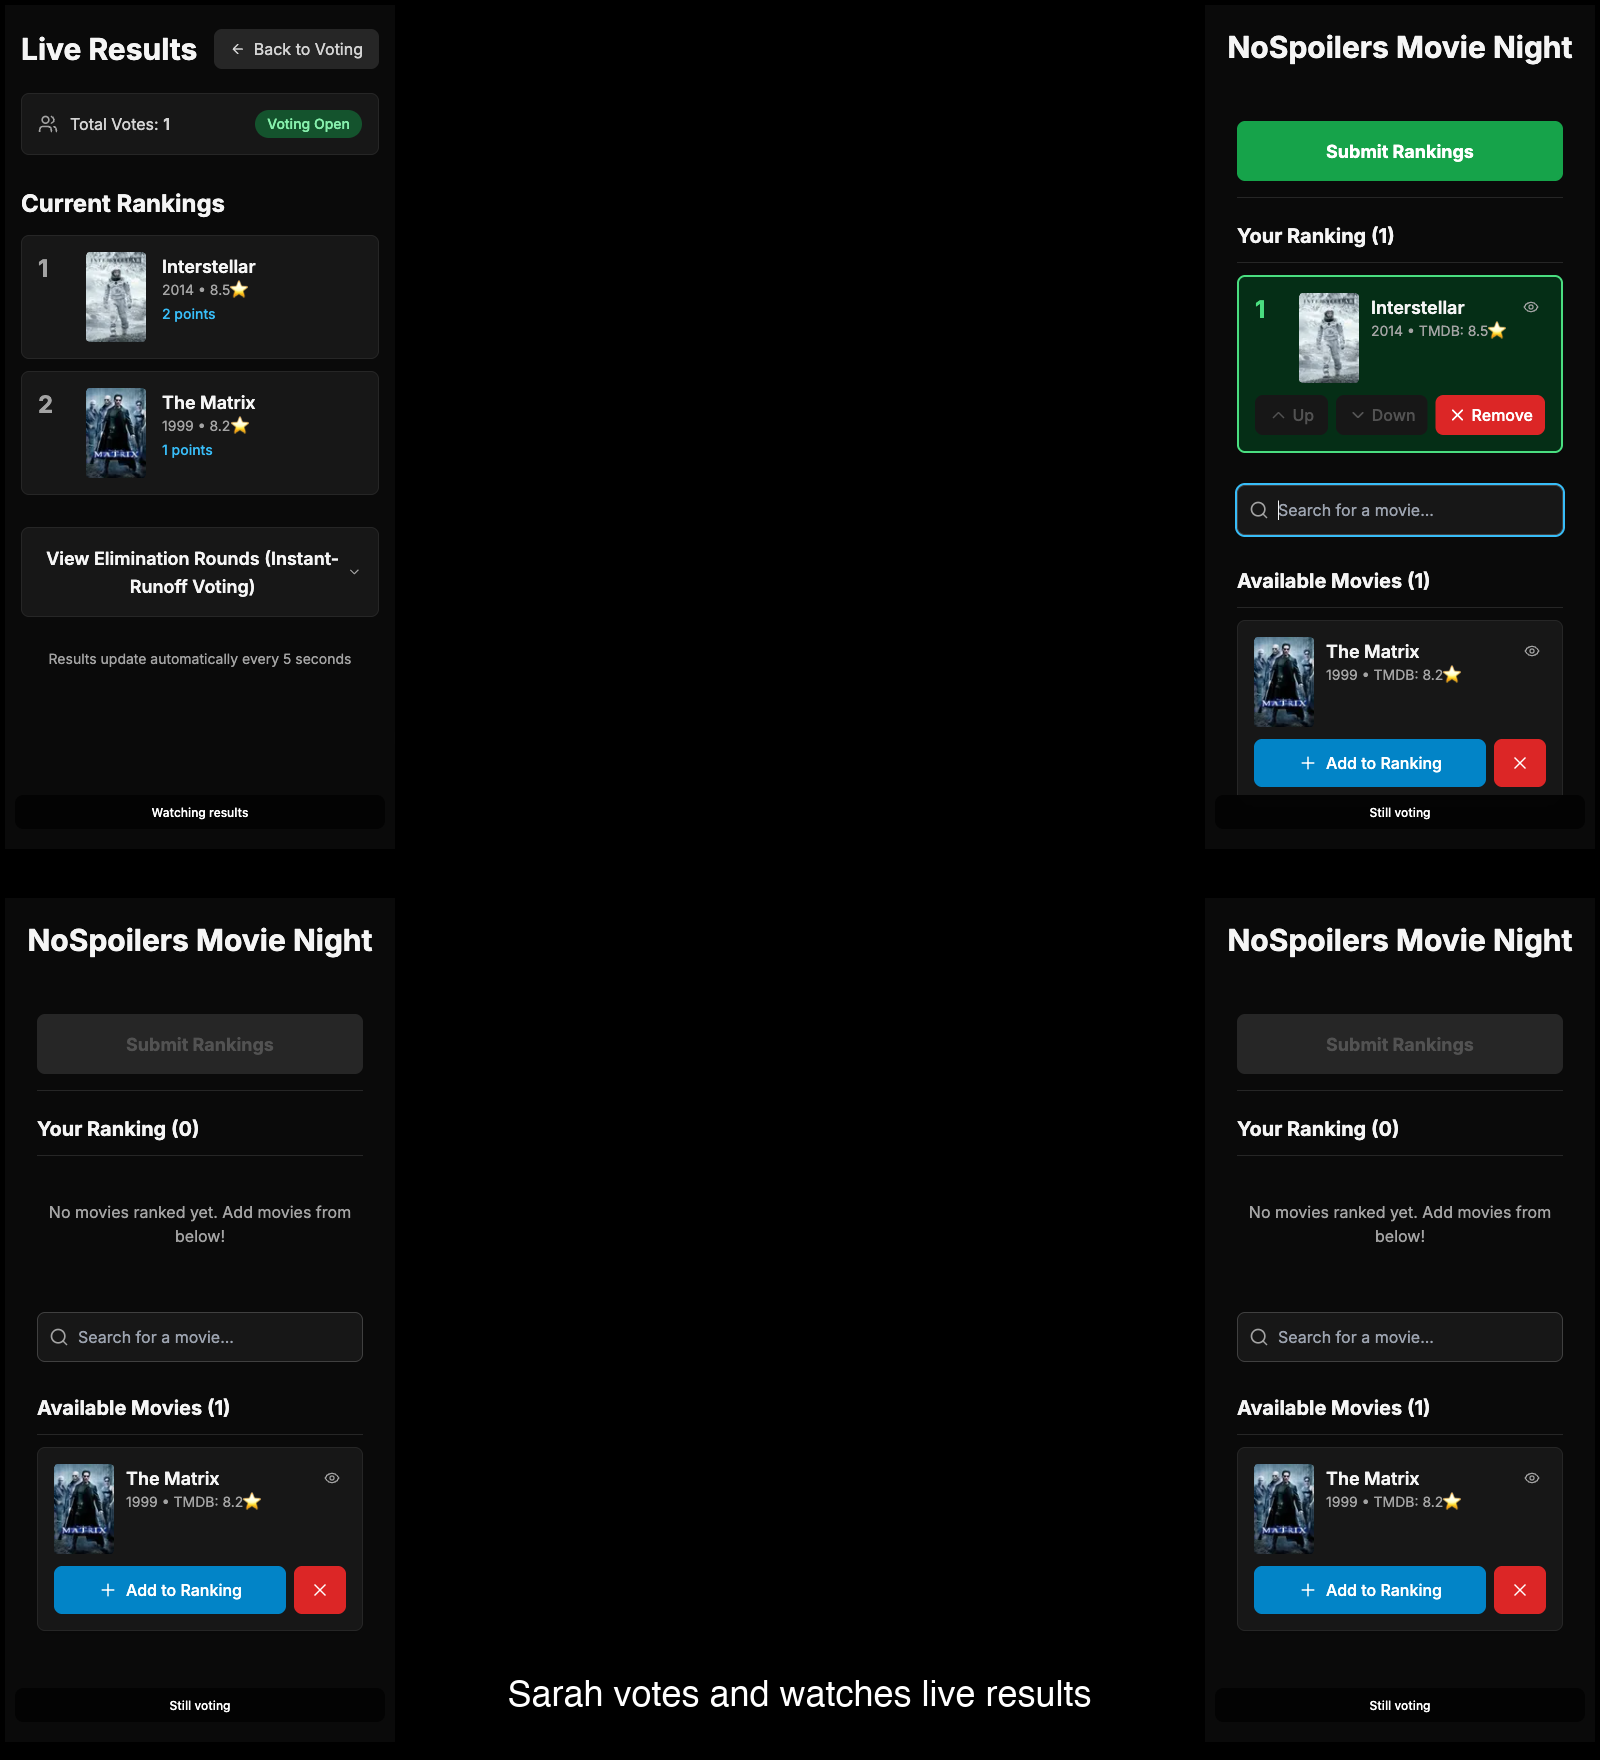 Live Results
Back to Voting
Total Votes: 1
Voting Open
Current Rankings
1
Interstellar
2014 • 8.5⭐
2 points
2
The Matrix
1999 • 8.2⭐
1 points
MATRIX
View Elimination Rounds (Instant-
Runoff Voting)
Results update automatically every 5 seconds
Watching results
NoSpoilers Movie Night
Submit Rankings
Your Ranking (1)
1
Interstellar
2014 • TMDB: 8.5⭐
Up
Down
Remove
Search for a movie...
Available Movies (1)
The Matrix
1999 • TMDB: 8.2⭐
MATRIX
Add to Ranking
Still voting
NoSpoilers Movie Night
Submit Rankings
Your Ranking (0)
No movies ranked yet. Add movies from
below!
Search for a movie...
Available Movies (1)
The Matrix
1999 • TMDB: 8.2⭐
MATRIX
Add to Ranking
Still voting
Sarah votes and watches live results
NoSpoilers Movie Night
Submit Rankings
Your Ranking (0)
No movies ranked yet. Add movies from
below!
Search for a movie...
Available Movies (1)
The Matrix
1999 • TMDB: 8.2⭐
MATRIX
Add to Ranking
Still voting